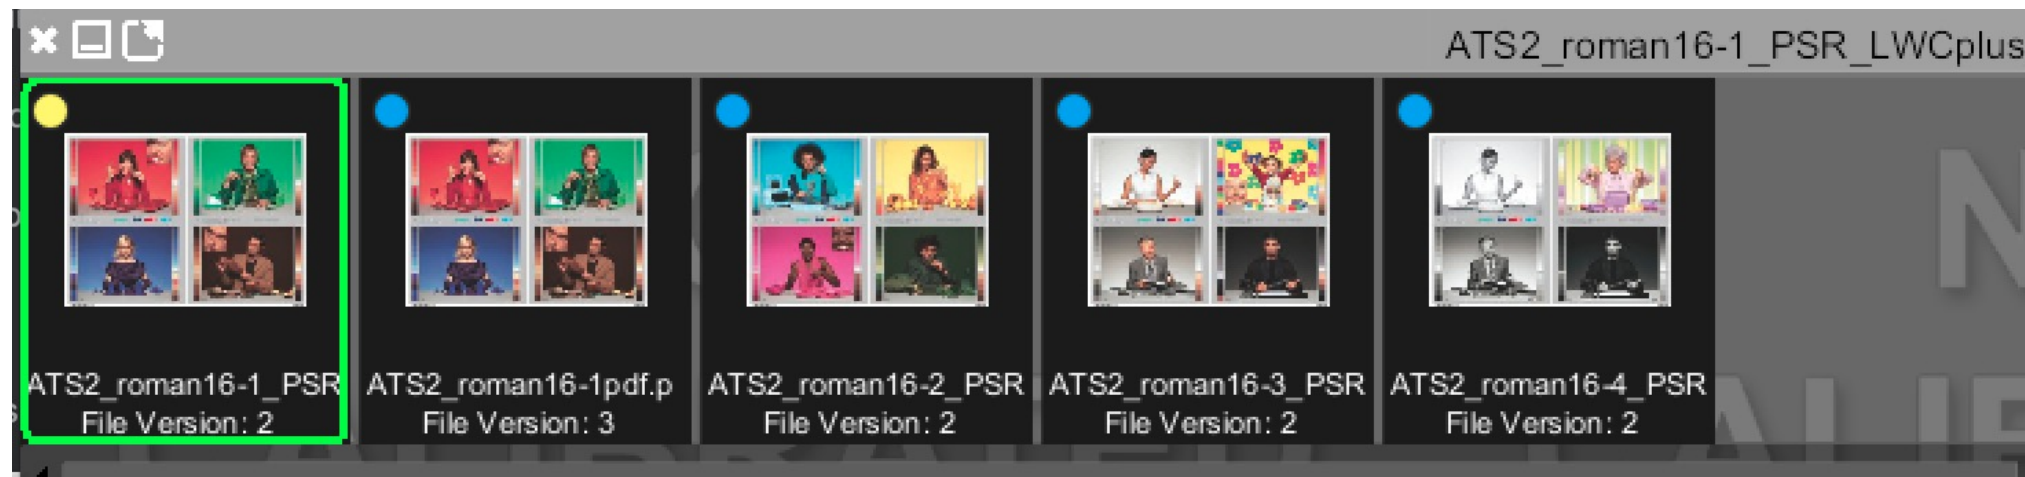 ATS2_roman16-1_PSR_LWCplus
ATS2_roman16-1_PSR
File Version: 2
ATS2_roman16-1pdf.p
File Version: 3
ATS2_roman16-2_PSR
File Version: 2
ATS2_roman16-3_PSR
File Version: 2
ATS2_roman16-4_PSR
File Version: 2